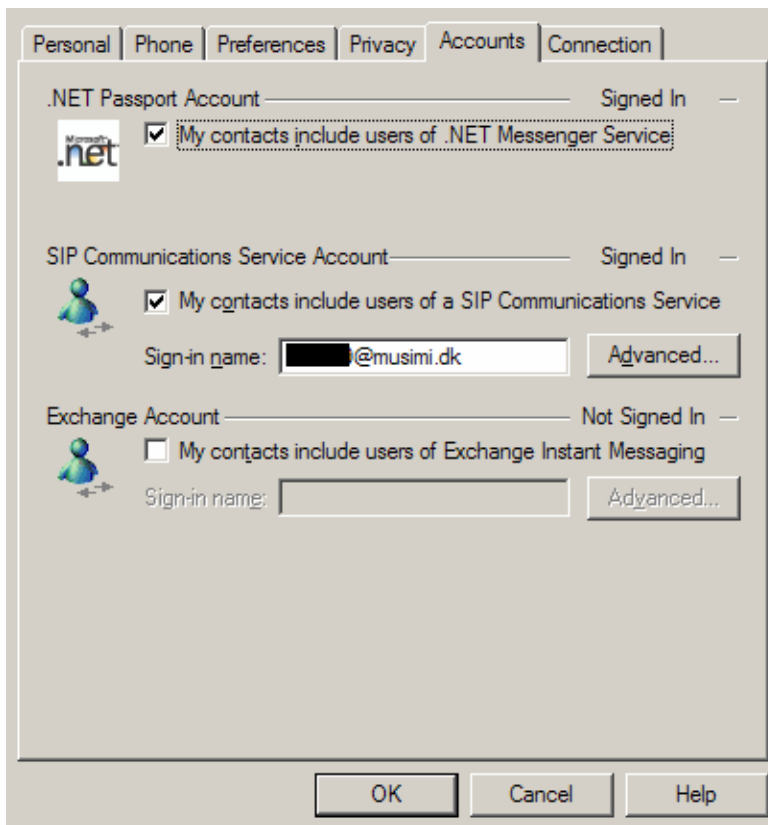 Personal Phone Preferences Privacy Accounts Connection
.NET Passport Account Signed In
Microsoft
.net
My contacts include users of .NET Messenger Service
SIP Communications Service Account Signed In
My contacts include users of a SIP Communications Service
Sign-in name: @musimi.dk Advanced...
Exchange Account Not Signed In
My contacts include users of Exchange Instant Messaging
Sign-in name: Advanced...
OK Cancel Help